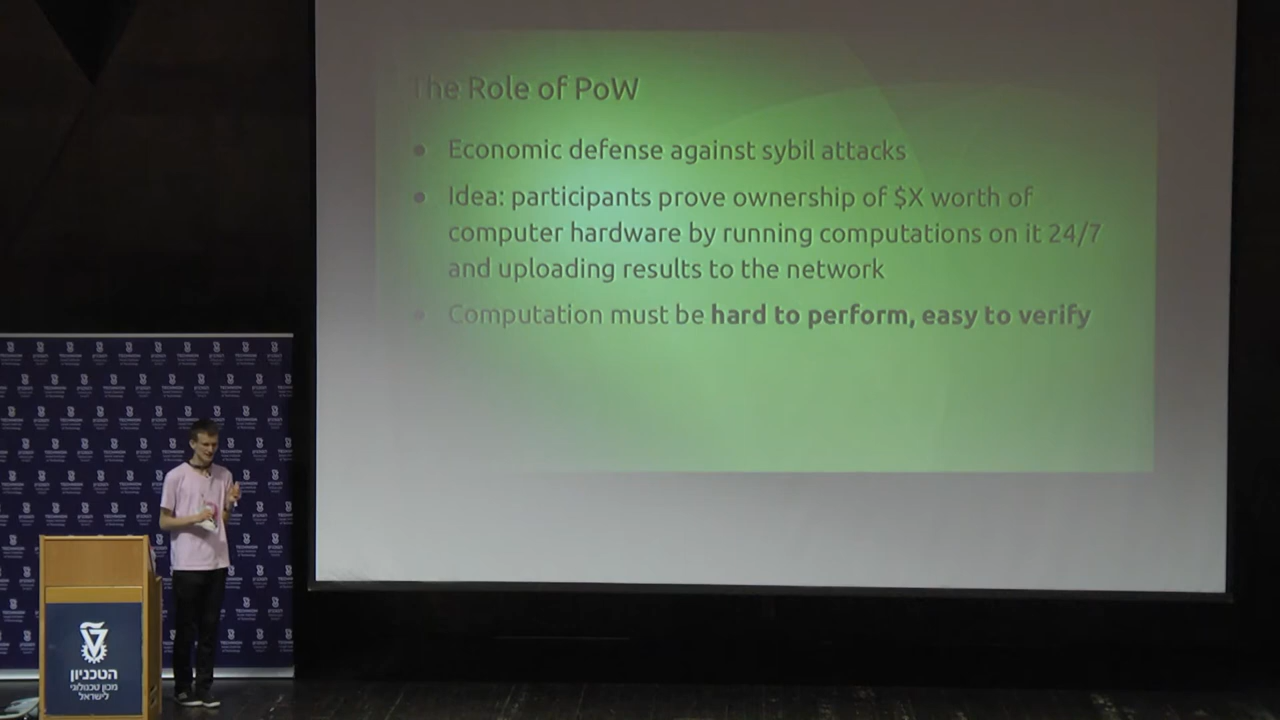 The Role of PoW
Economic defense against sybil attacks
Idea: participants prove ownership of $X worth of
computer hardware by running computations on it 24/7
and uploading results to the network
Computation must be hard to perform, easy to verify
TECHNION
הטכניון
מכון טכנולוגי
לישראל